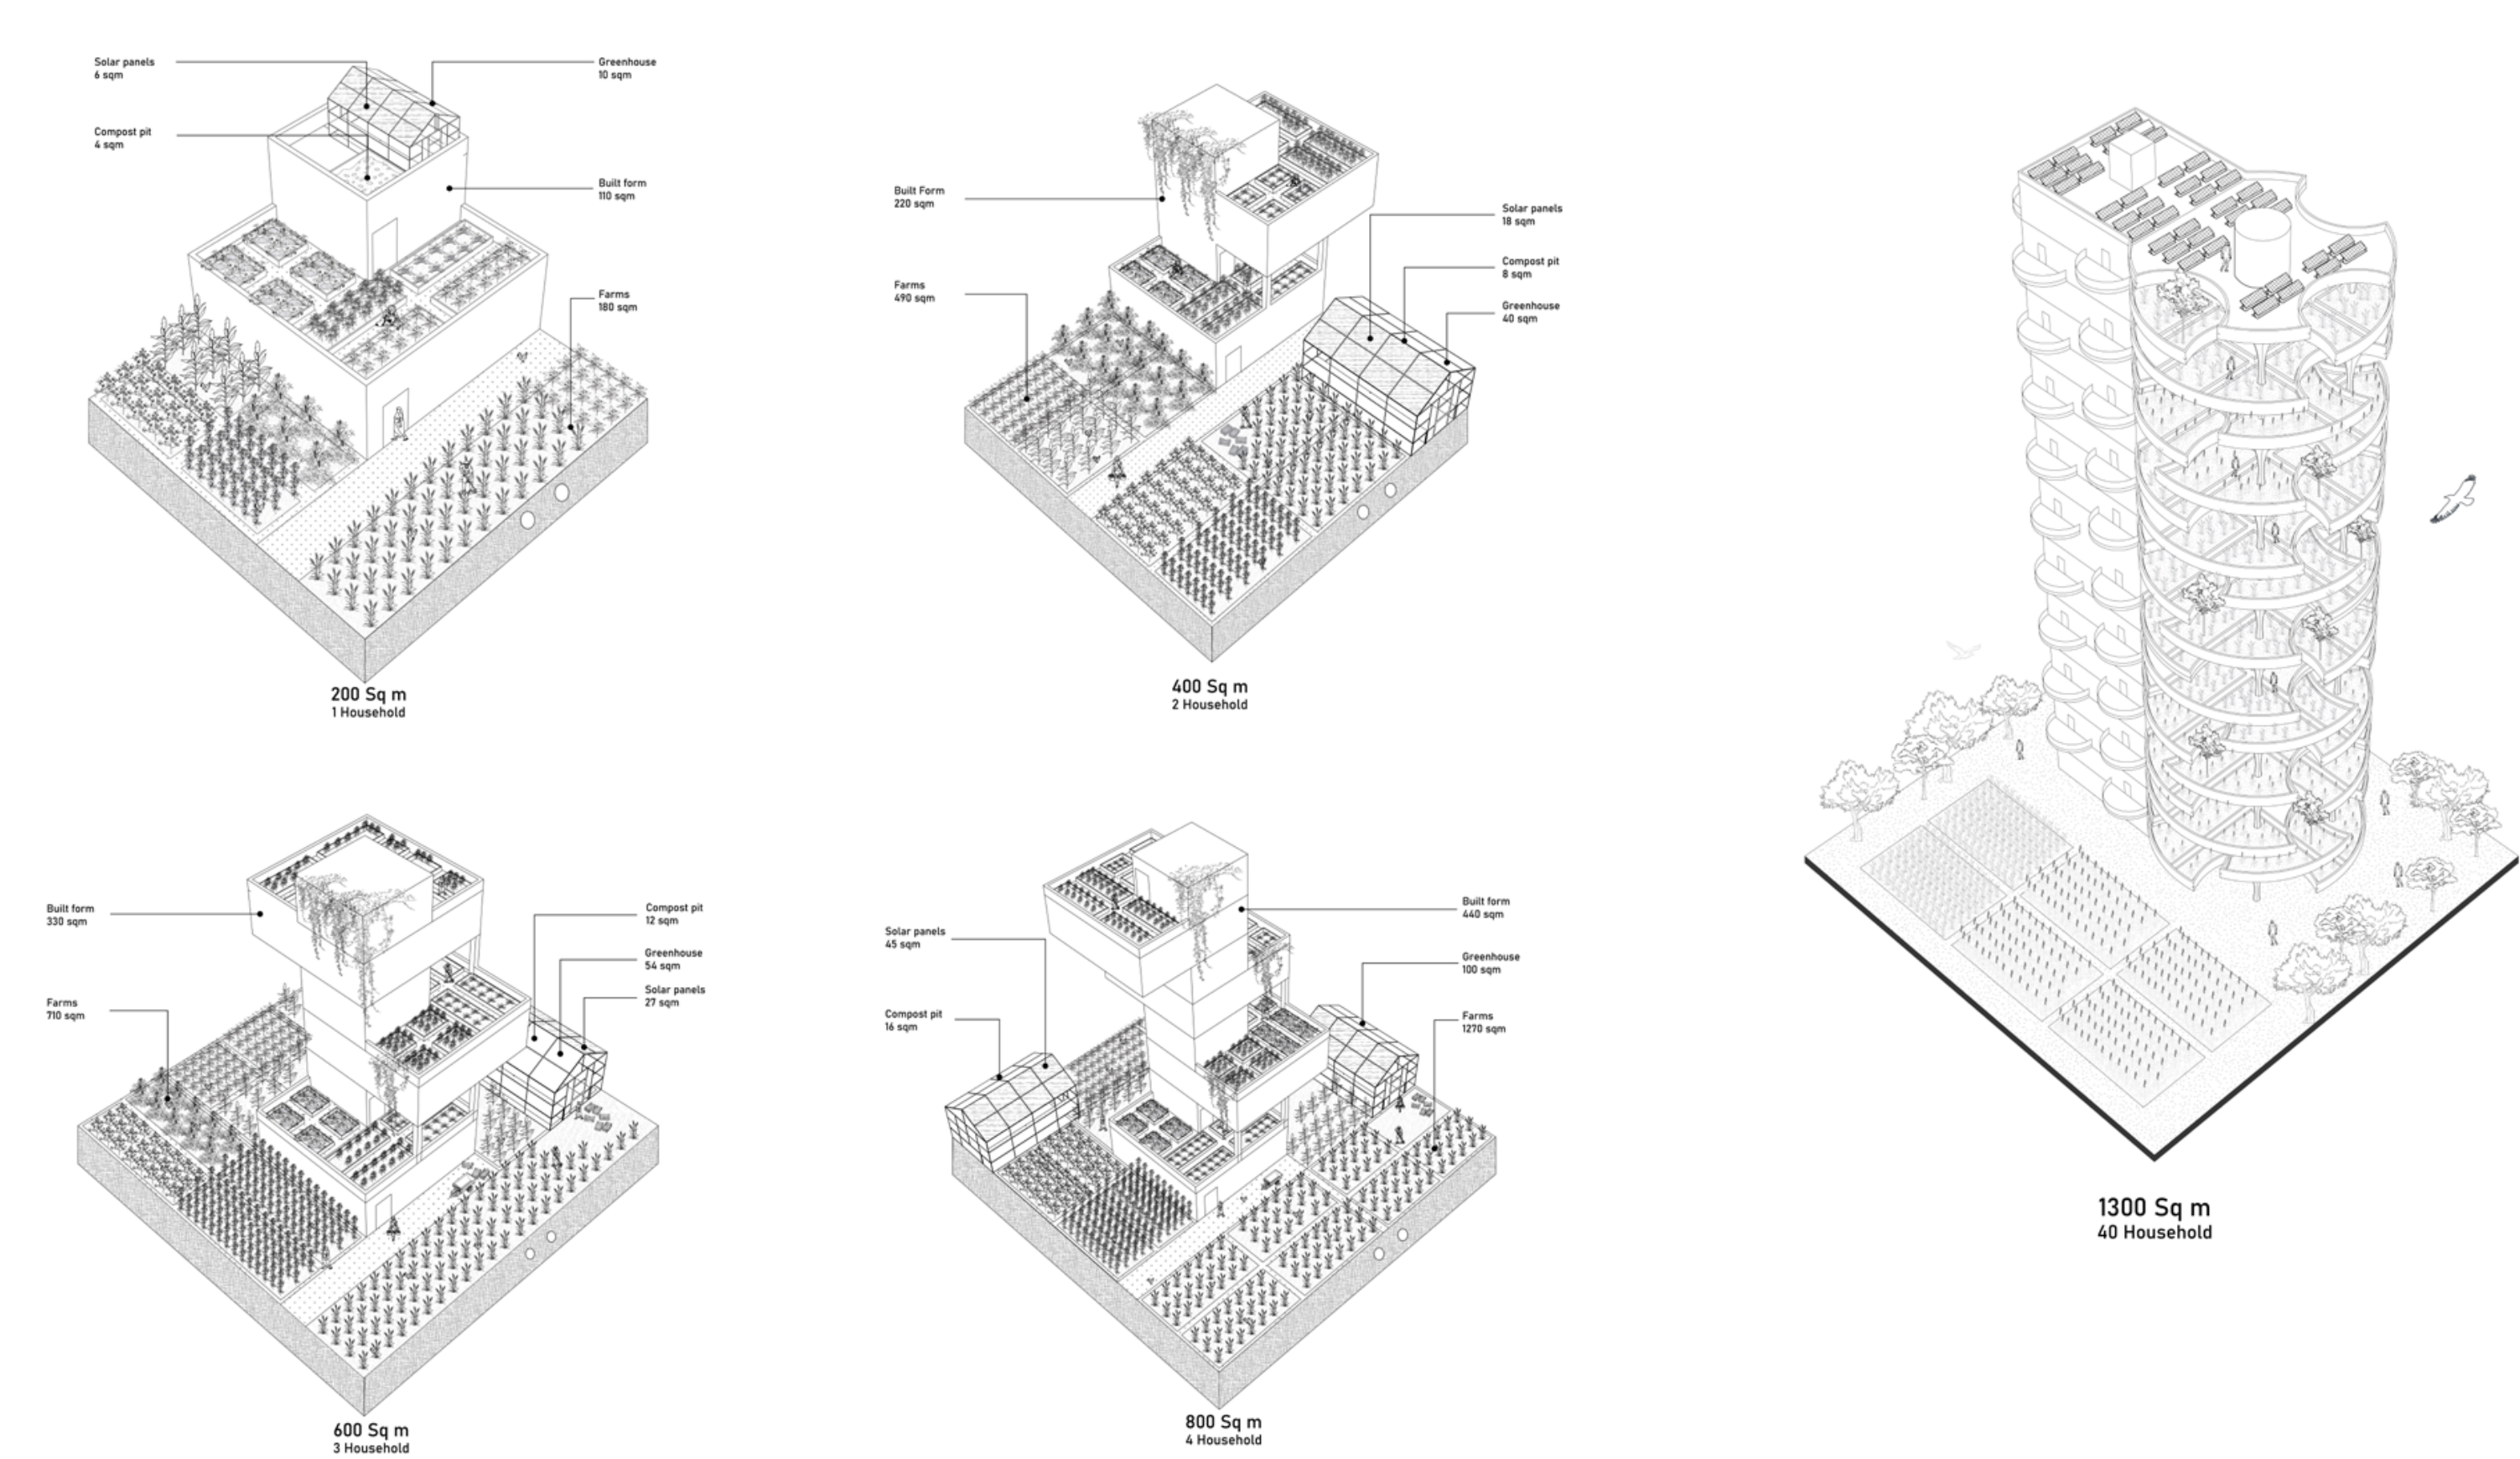 Solar panels
6 sqm
Greenhouse
10 sqm
Compost pit
4 sqm
Built form
110 sqm
Farms
180 sqm
200 Sq m
1 Household
Built Form
220 sqm
Farms
490 sqm
Solar panels
18 sqm
Compost pit
8 sqm
Greenhouse
40 sqm
400 Sq m
2 Household
Built form
330 sqm
Farms
710 sqm
Compost pit
12 sqm
Greenhouse
54 sqm
Solar panels
27 sqm
600 Sq m
3 Household
Solar panels
45 sqm
Compost pit
16 sqm
Built form
440 sqm
Greenhouse
100 sqm
Farms
1270 sqm
800 Sq m
4 Household
1300 Sq m
40 Household